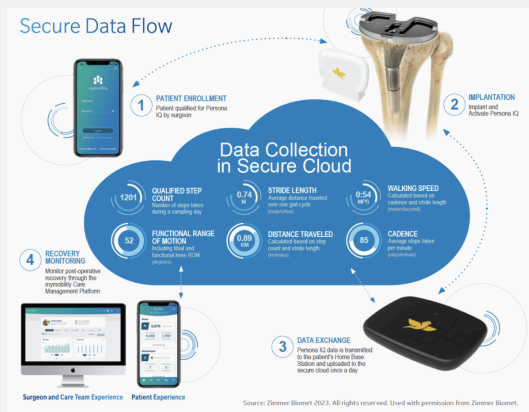 Secure Data Flow
1
PATIENT ENROLLMENT
Patient qualified for Persona
IQ by surgeon
2
IMPLANTATION
Implant and
Activate Persona IQ
Data Collection
in Secure Cloud
1201
QUALIFIED STEP
COUNT
Number of steps taken
during a sampling day
0.74
M
STRIDE LENGTH
Average distance traveled
over one gait cycle
(meters/foot)
0:54
MPS
WALKING SPEED
Calculated based on
cadence and stride length
(meters/second)
52
FUNCTIONAL RANGE
OF MOTION
Including tibial and
functional knee ROM
(degrees)
0.89
KM
DISTANCE TRAVELED
Calculated based on step
count and stride length
85
CADENCE
Average steps taken
per minute
(steps/minute)
4
RECOVERY
MONITORING
Monitor post-operative
recovery through the
mymobility Care
Management Platform
3
DATA EXCHANGE
Persona IQ data is transmitted
to the patient's Home Base
Station and uploaded to the
secure cloud once a day
Surgeon and Care Team Experience
Patient Experience
Source: Zimmer Biomet 2023. All rights reserved. Used with permission from Zimmer Biomet.